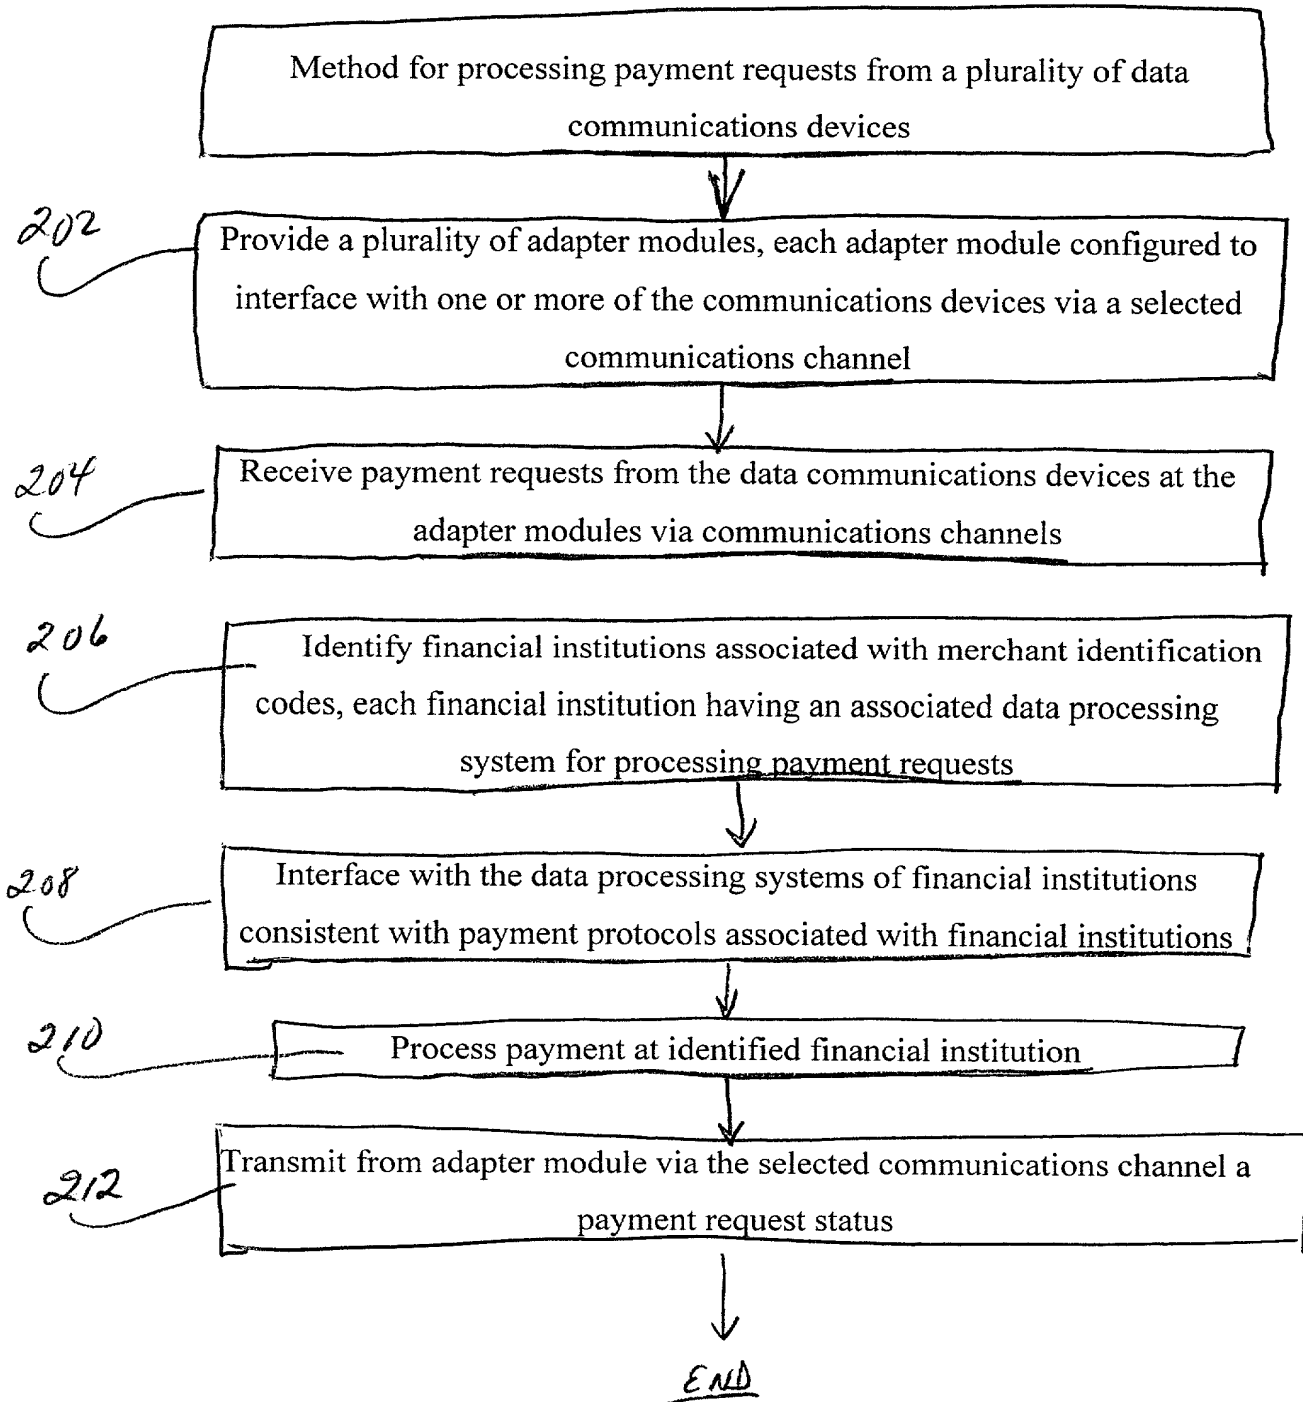 Method for processing payment requests from a plurality of data
communications devices
202
Provide a plurality of adapter modules, each adapter module configured to
interface with one or more of the communications devices via a selected
communications channel
204
Receive payment requests from the data communications devices at the
adapter modules via communications channels
206
Identify financial institutions associated with merchant identification
codes, each financial institution having an associated data processing
system for processing payment requests
208
Interface with the data processing systems of financial institutions
consistent with payment protocols associated with financial institutions
210
Process payment at identified financial institution
212
Transmit from adapter module via the selected communications channel a
payment request status
END